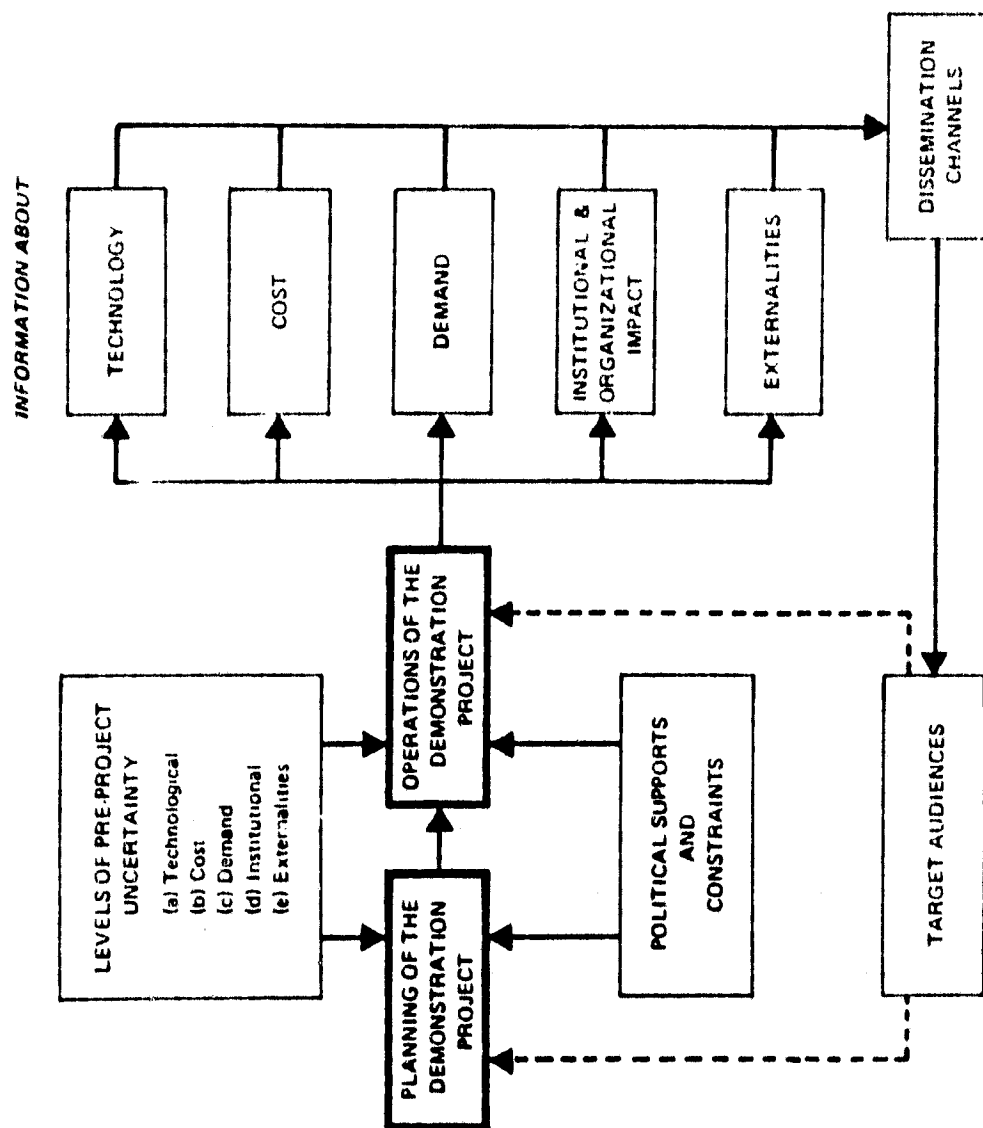 LEVELS OF PRE-PROJECT
UNCERTAINTY
(a) Technological
(b) Cost
(c) Demand
(d) Institutional
(e) Externalities
PLANNING OF THE
DEMONSTRATION
PROJECT
OPERATIONS OF THE
DEMONSTRATION
PROJECT
POLITICAL SUPPORTS
AND
CONSTRAINTS
TARGET AUDIENCES
INFORMATION ABOUT
TECHNOLOGY
COST
DEMAND
INSTITUTIONAL &
ORGANIZATIONAL
IMPACT
EXTERNALITIES
DISSEMINATION
CHANNELS